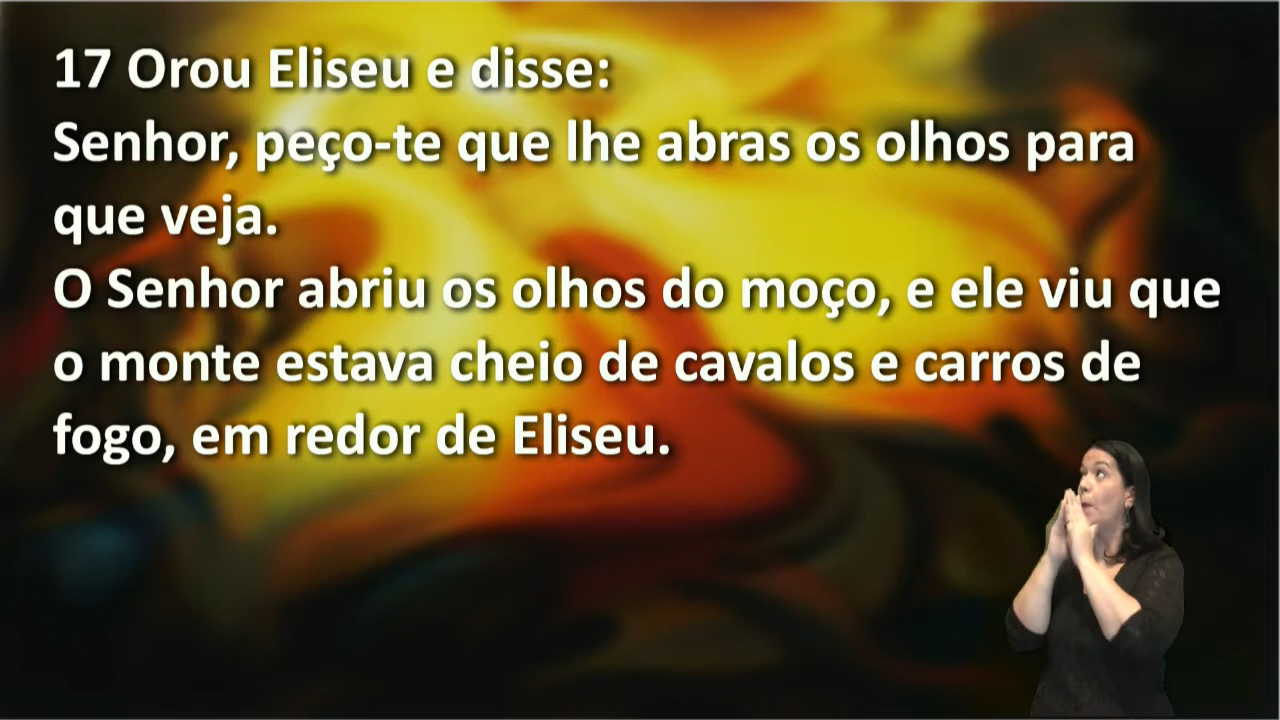 17 Orou Eliseu e disse:
Senhor, peço-te que lhe abras os olhos para
que veja.
O Senhor abriu os olhos do moço, e ele viu que
o monte estava cheio de cavalos e carros de
fogo, em redor de Eliseu.